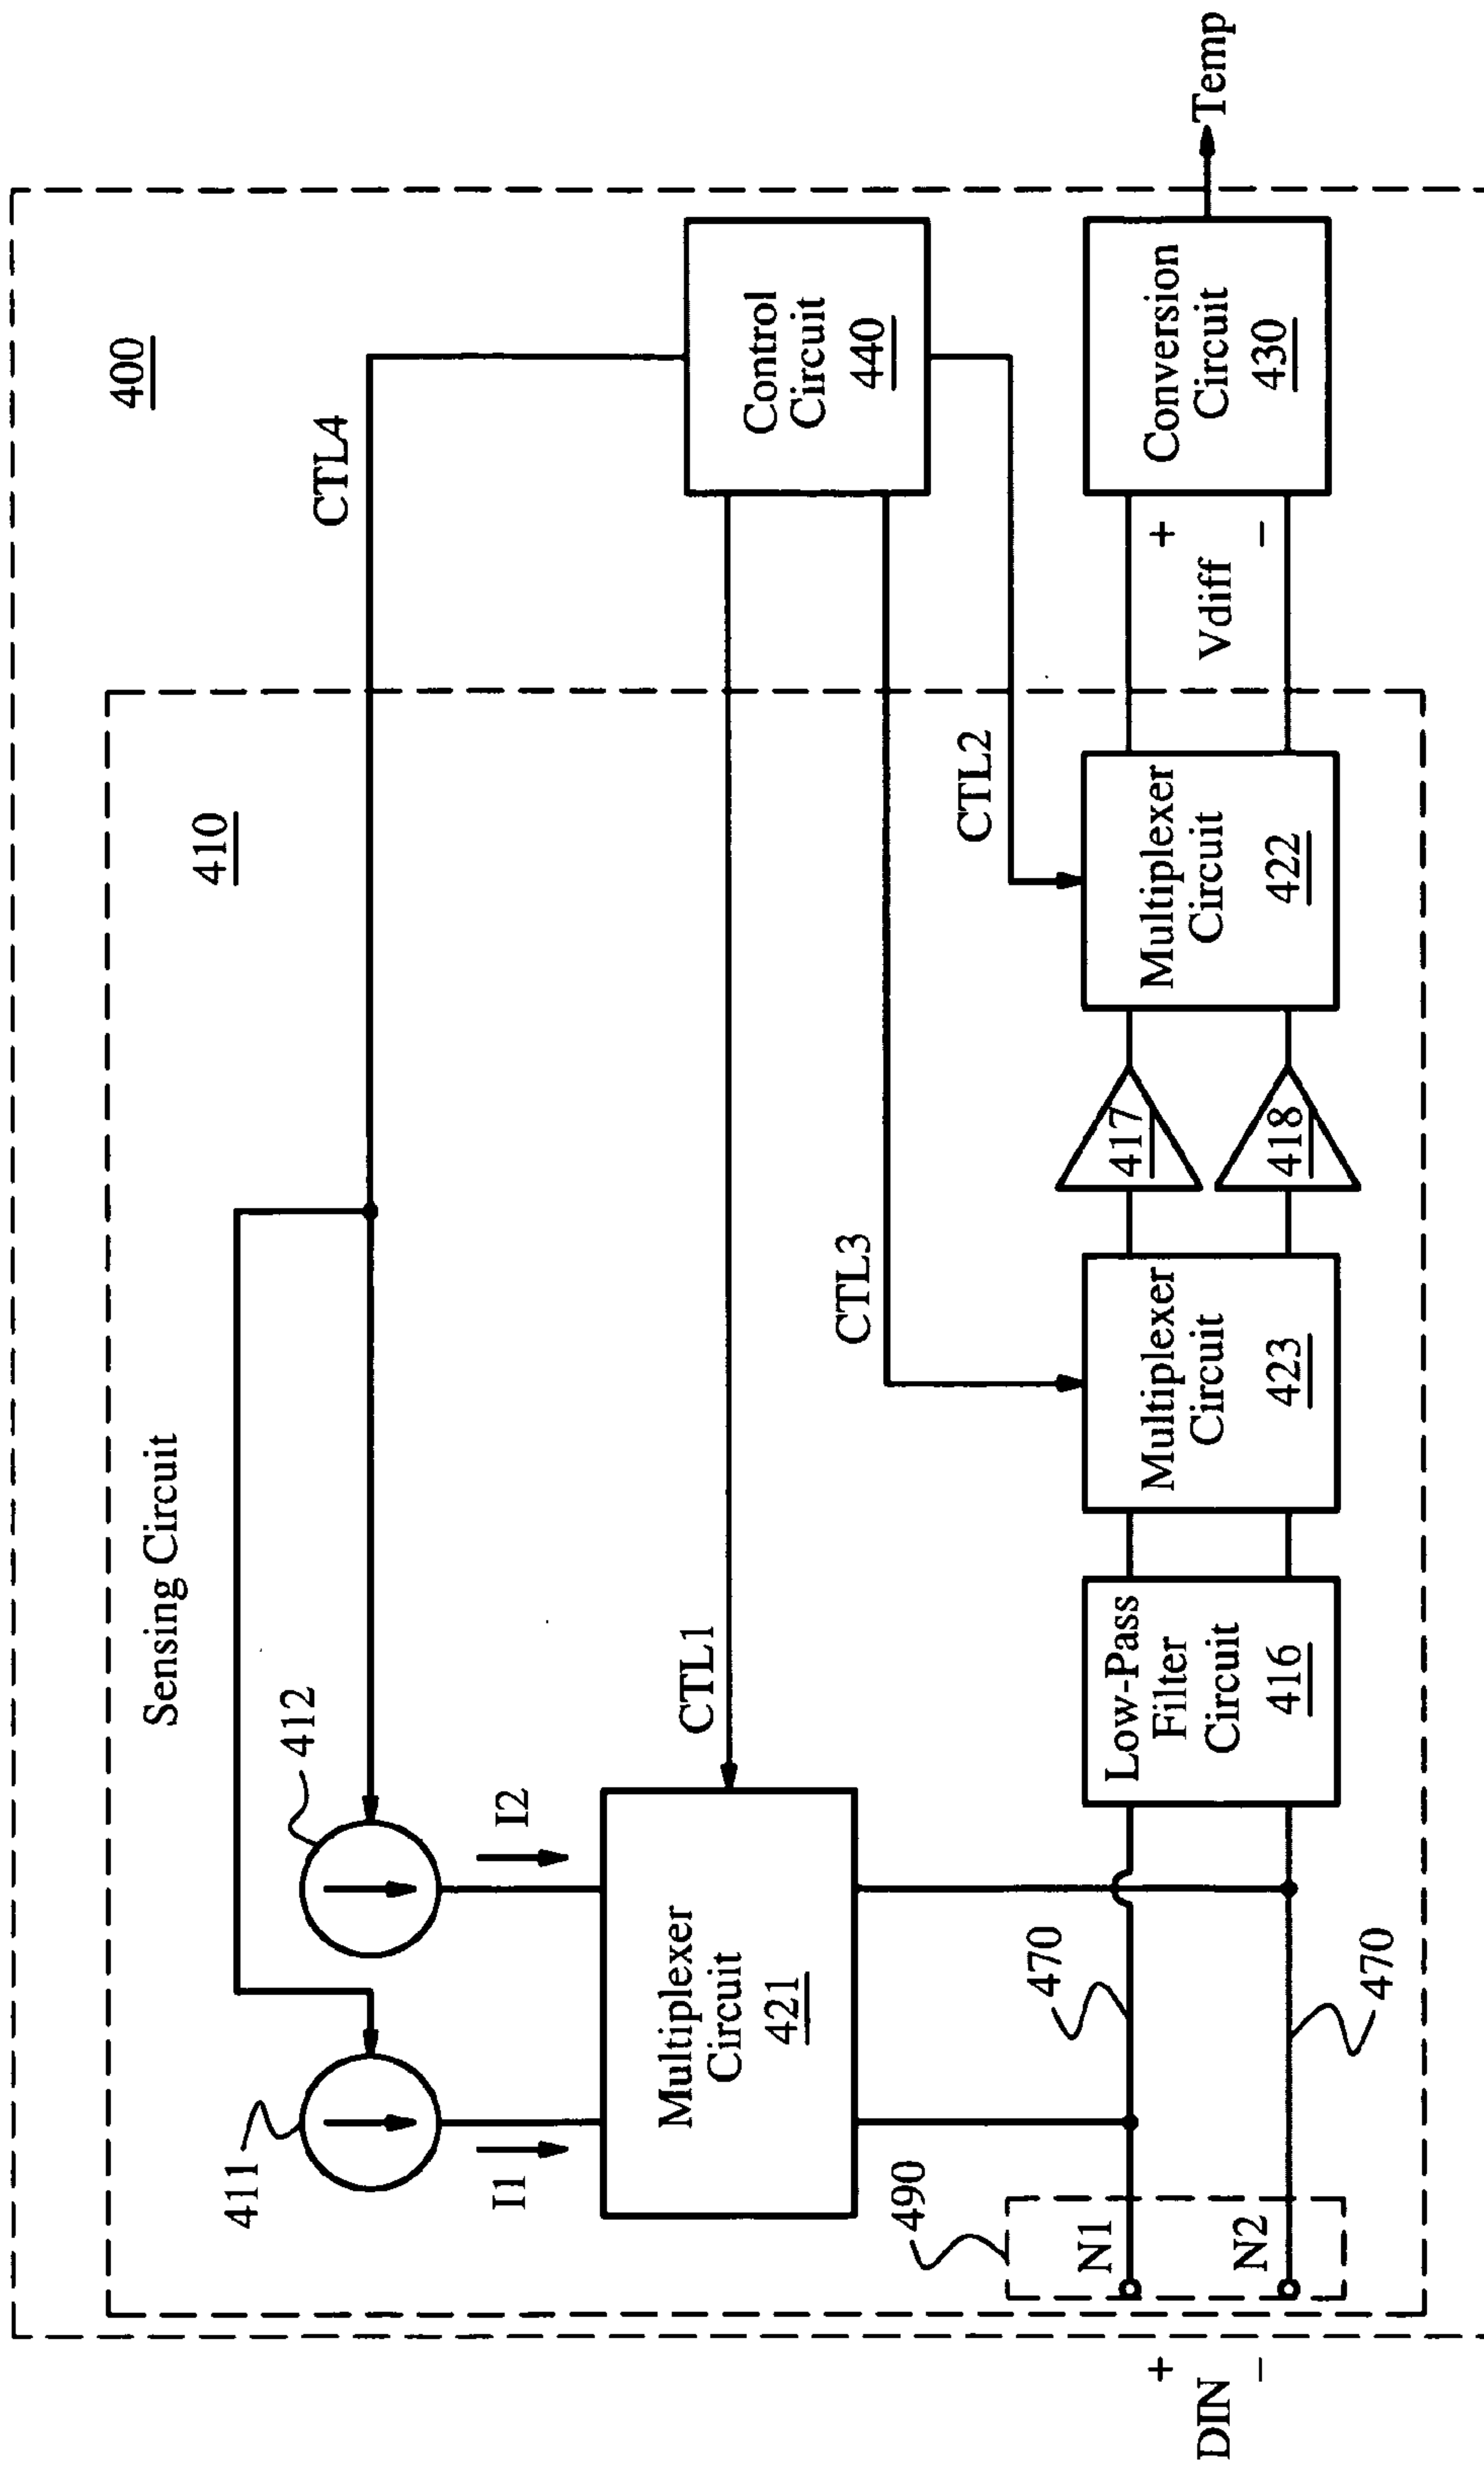 400
Sensing Circuit
410
411
412
CTL4
I1
I2
Multiplexer
Circuit
421
CTL1
Control
Circuit
440
490
CTL3
CTL2
N1
470
Low-Pass
Filter
Circuit
416
Multiplexer
Circuit
423
417
418
Multiplexer
Circuit
422
+
Vdiff
−
Conversion
Circuit
430
Temp
+
DIN
−
N2
470